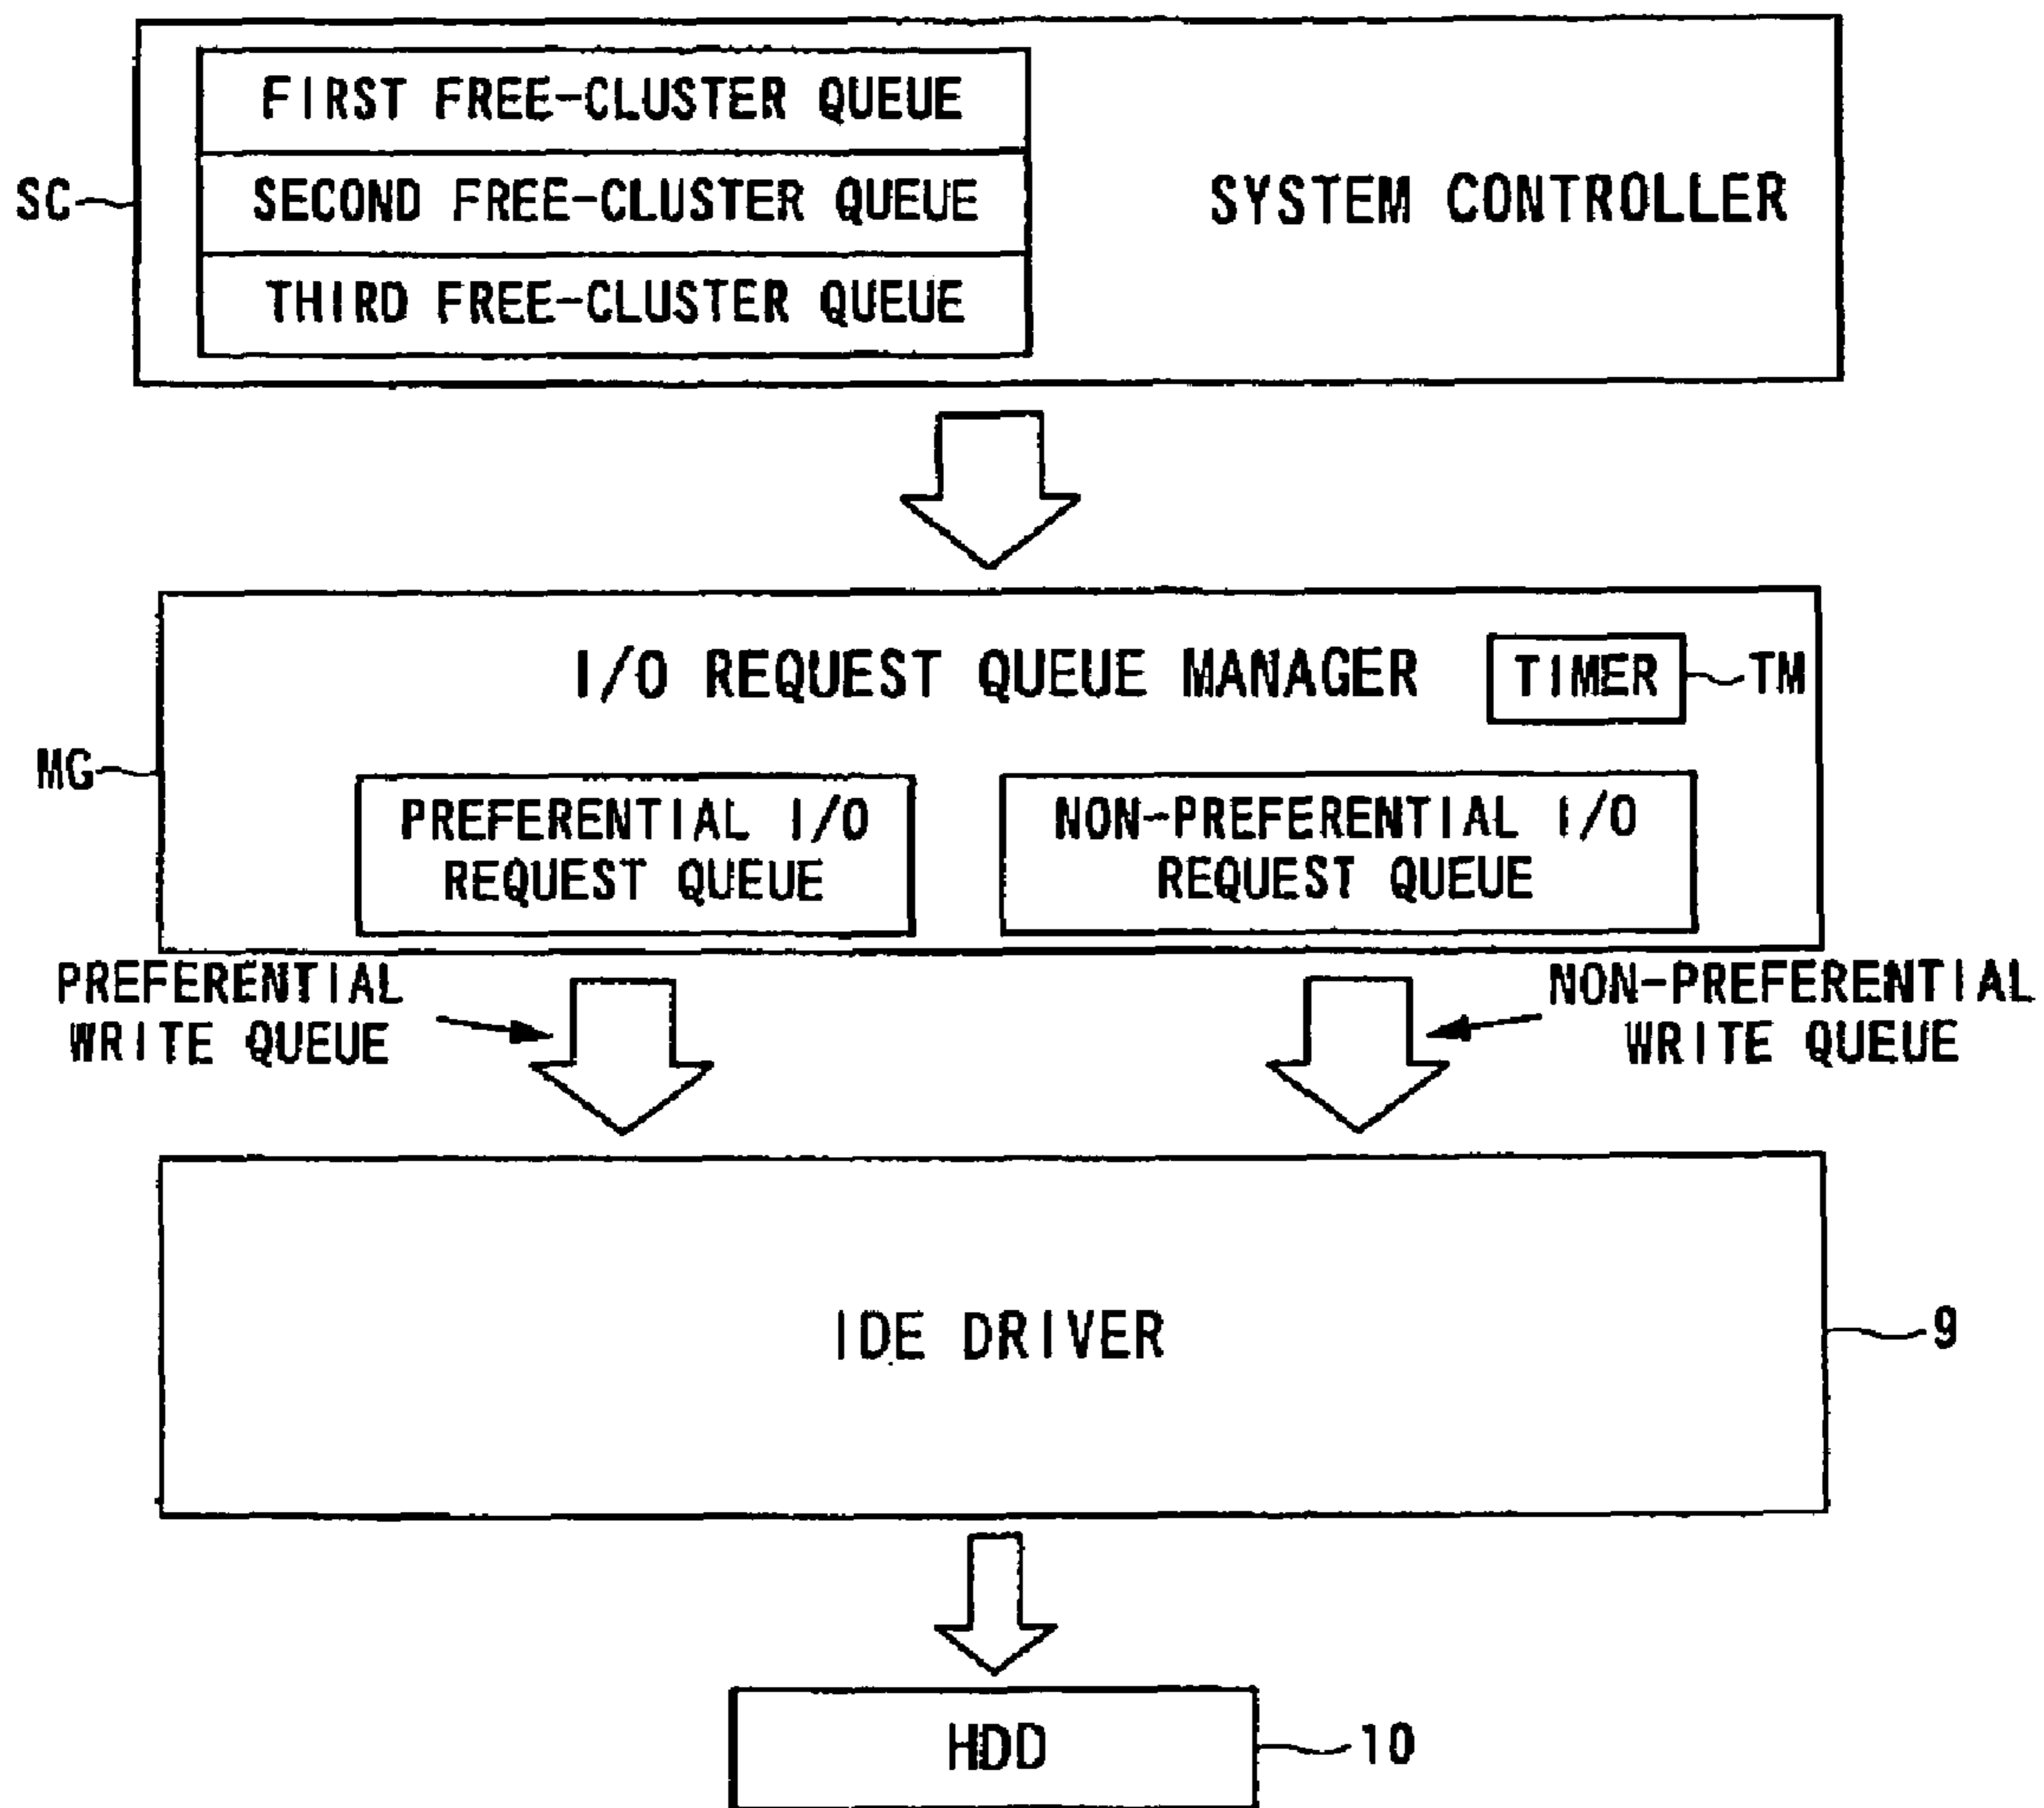 FIRST FREE-CLUSTER QUEUE
SC
SECOND FREE-CLUSTER QUEUE
SYSTEM CONTROLLER
THIRD FREE-CLUSTER QUEUE
I/O REQUEST QUEUE MANAGER
TIMER
TM
MG
PREFERENTIAL I/O
REQUEST QUEUE
NON-PREFERENTIAL I/O
REQUEST QUEUE
PREFERENTIAL
WRITE QUEUE
NON-PREFERENTIAL
WRITE QUEUE
IDE DRIVER
9
HDD
10